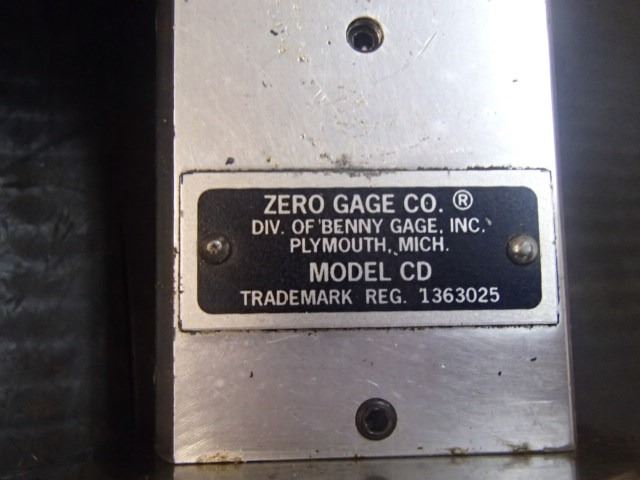 ZERO GAGE CO. ®
DIV. OF BENNY GAGE, INC.
PLYMOUTH, MICH.
MODEL CD
TRADEMARK REG. 1363025